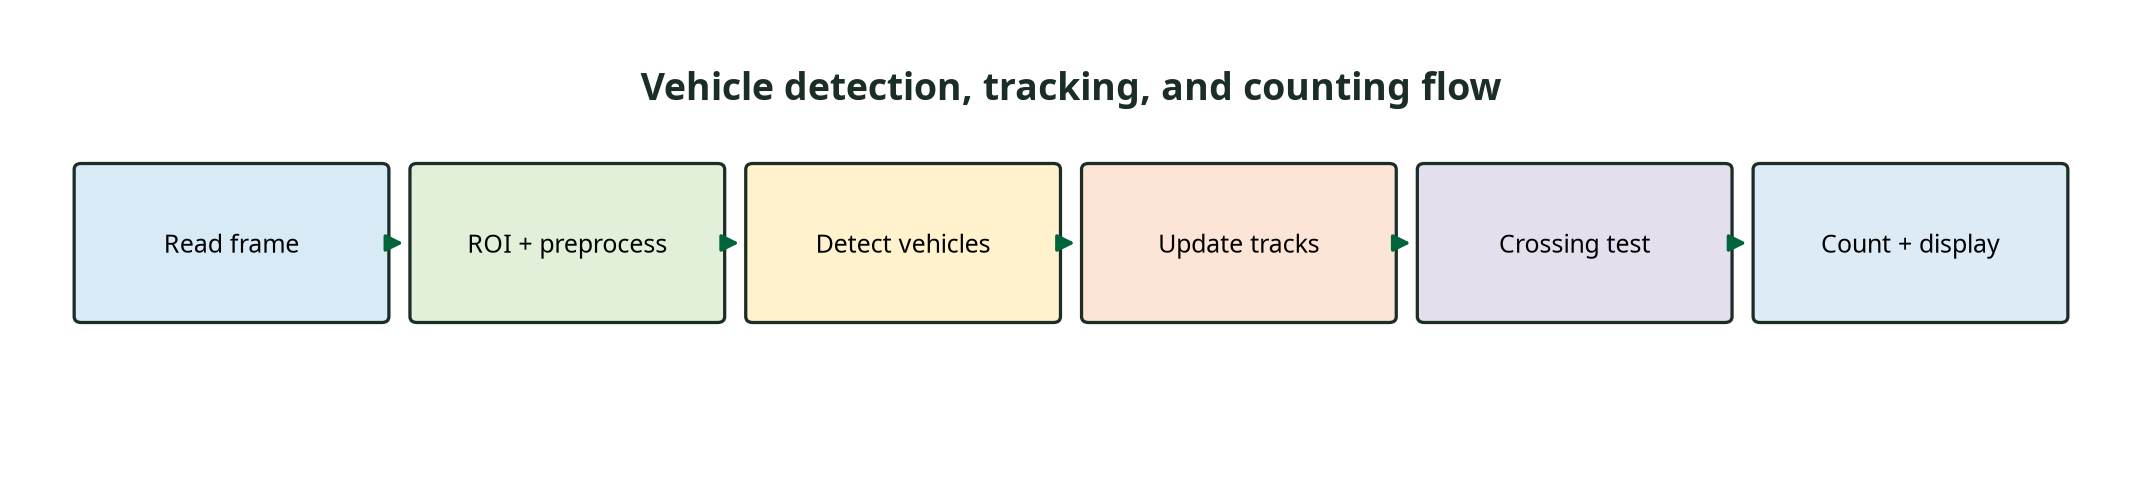 Vehicle detection, tracking, and counting flow
Read frame
ROI + preprocess
Detect vehicles
Update tracks
Crossing test
Count + display